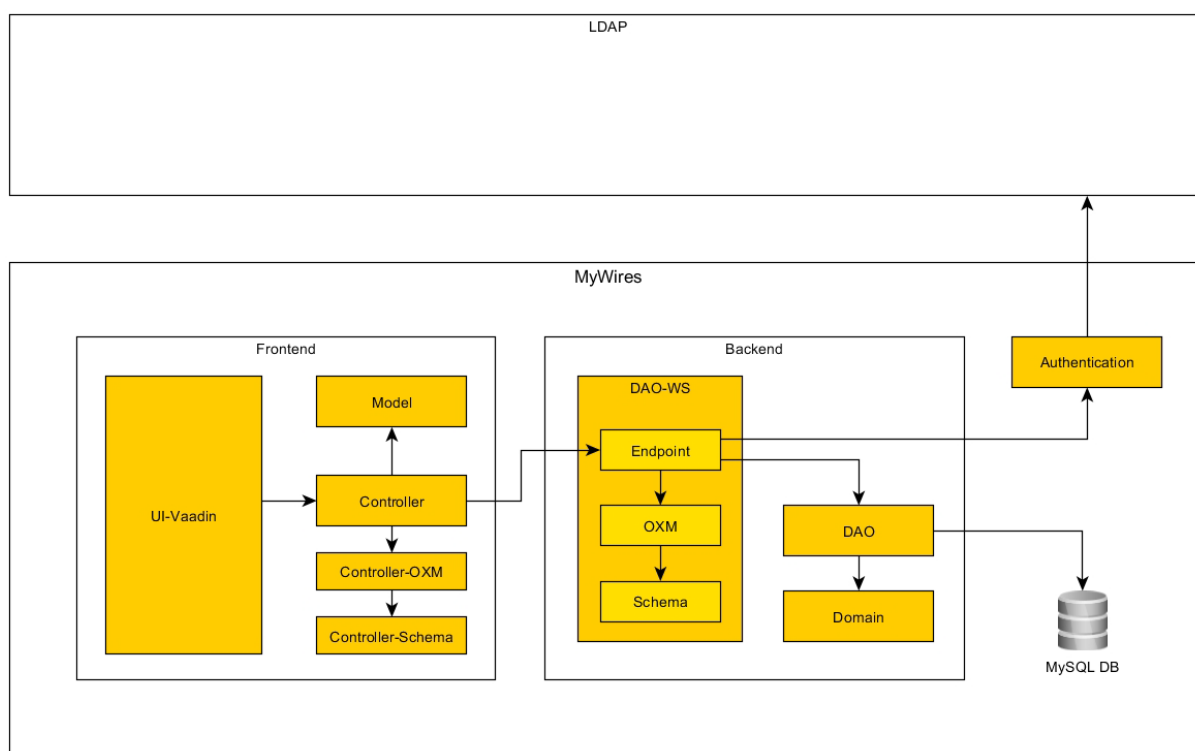 LDAP
MyWires
Frontend
Backend
Authentication
UI-Vaadin
Model
Controller
Controller-OXM
Controller-Schema
DAO-WS
Endpoint
OXM
Schema
DAO
Domain
MySQL DB